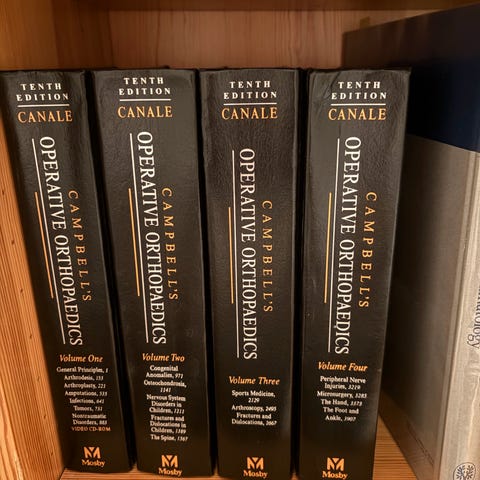 TENTH
EDITION
CANALE
CAMPBELL'S
OPERATIVE ORTHOPAEDICS
Volume One
General Principles, 1
Arthrodesis, 155
Arthroplasty, 221
Amputations, 535
Infections, 641
Tumors, 731
Nontraumatic
Disorders, 885
VIDEO CD-ROM
Mosby
TENTH
EDITION
CANALE
CAMPBELL'S
OPERATIVE ORTHOPAEDICS
Volume Two
Congenital
Anomalies, 973
Osteochondrosis,
1141
Nervous System
Disorders in
Children, 1211
Fractures and
Dislocations in
Children, 1389
The Spine, 1567
Mosby
TENTH
EDITION
CANALE
CAMPBELL'S
OPERATIVE ORTHOPAEDICS
Volume Three
Sports Medicine,
2129
Arthroscopy, 2495
Fractures and
Dislocations, 2667
Mosby
TENTH
EDITION
CANALE
CAMPBELL'S
OPERATIVE ORTHOPAEDICS
Volume Four
Peripheral Nerve
Injuries, 3219
Microsurgery, 3283
The Hand, 3373
The Foot and
Ankle, 3907
Mosby